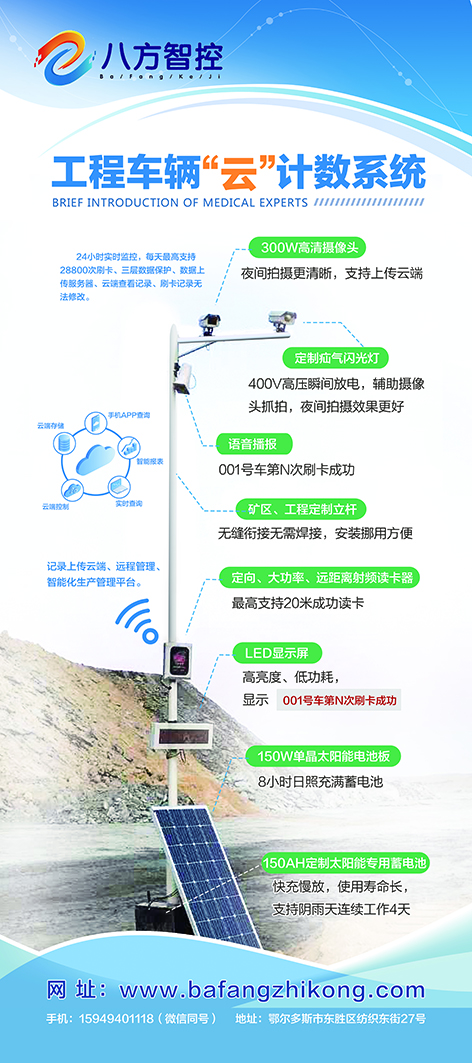 八方智控
Ba/Fang/Ke/Ji
工程车辆“云”计数系统
BRIEF INTRODUCTION OF MEDICAL EXPERTS
24小时实时监控，每天最高支持
28800次刷卡、三层数据保护、数据上
传服务器、云端查看记录、刷卡记录无
法修改。
300W高清摄像头
夜间拍摄更清晰，支持上传云端
定制疝气闪光灯
400V高压瞬间放电，辅助摄像
头抓拍，夜间拍摄效果更好
语音播报
001号车第N次刷卡成功
手机APP查询
云端存储
智能报表
云端控制
实时查询
矿区、工程定制立杆
无缝衔接无需焊接，安装挪用方便
记录上传云端、远程管理、
智能化生产管理平台。
定向、大功率、远距离射频读卡器
最高支持20米成功读卡
LED显示屏
高亮度、低功耗，
显示 001号车第N次刷卡成功
150W单晶太阳能电池板
8小时日照充满蓄电池
150AH定制太阳能专用蓄电池
快充慢放，使用寿命长，
支持阴雨天连续工作4天
网 址：www.bafangzhikong.com
手机：15949401118（微信同号） 地址：鄂尔多斯市东胜区纺织东街27号